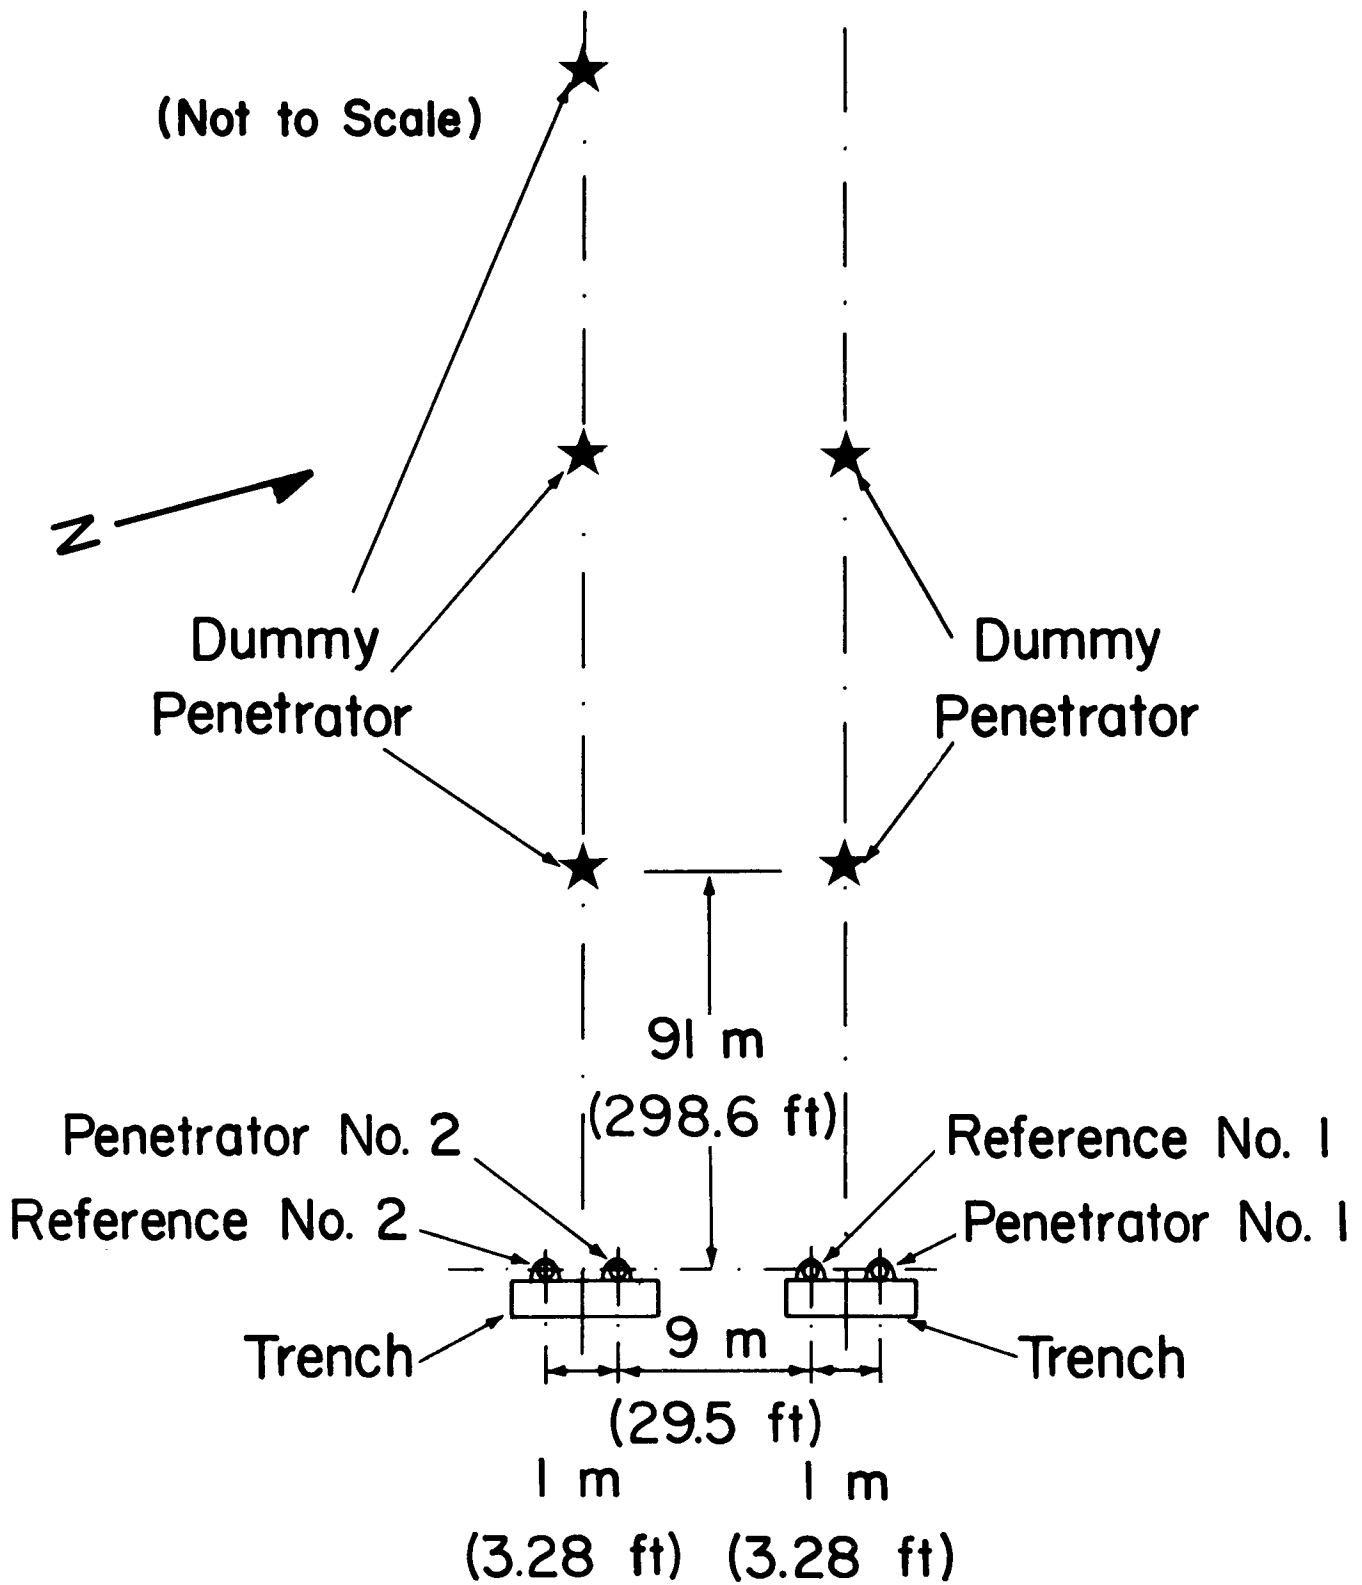 (Not to Scale)
N
Dummy
Penetrator
Dummy
Penetrator
91 m
(298.6 ft)
Penetrator No. 2
Reference No. 1
Reference No. 2
Penetrator No. 1
9 m
Trench
Trench
(29.5 ft)
1 m
1 m
(3.28 ft)
(3.28 ft)